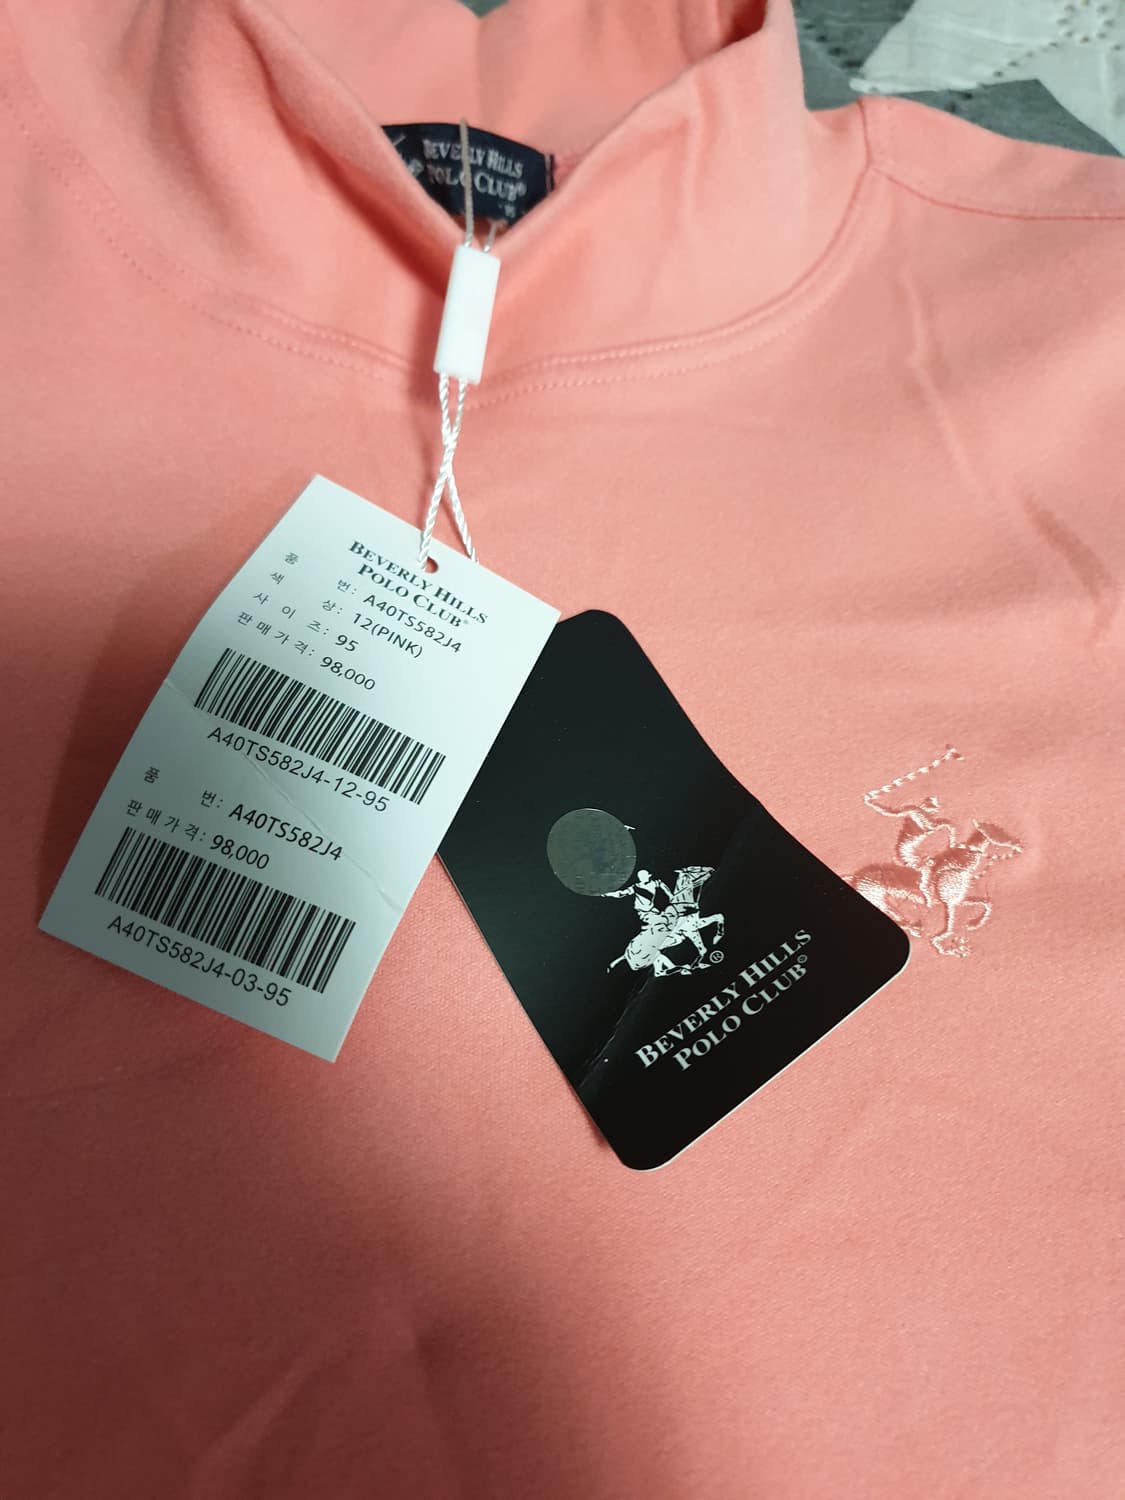 BEVERLY HILLS
POLO CLUB®
95
BEVERLY HILLS
POLO CLUB®
품 번: A40TS582J4
색 상: 12(PINK)
사 이 즈: 95
판 매 가 격: 98,000
A40TS582J4-12-95
품 번: A40TS582J4
판 매 가 격: 98,000
A40TS582J4-03-95
®
BEVERLY HILLS
POLO CLUB®